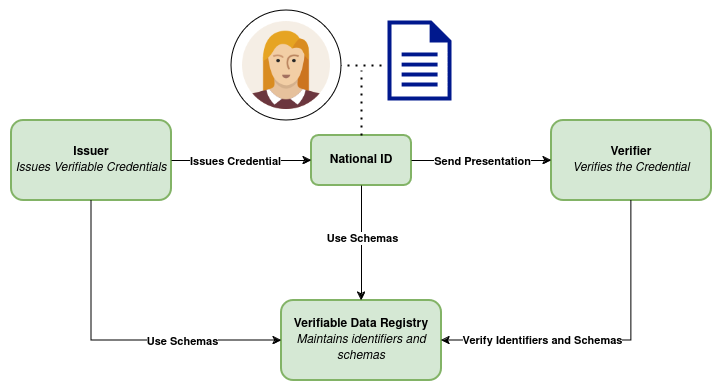 Issuer
Issues Verifiable Credentials
Issues Credential
National ID
Send Presentation
Verifier
Verifies the Credential
Use Schemas
Use Schemas
Verifiable Data Registry
Maintains identifiers and
schemas
Verify Identifiers and Schemas